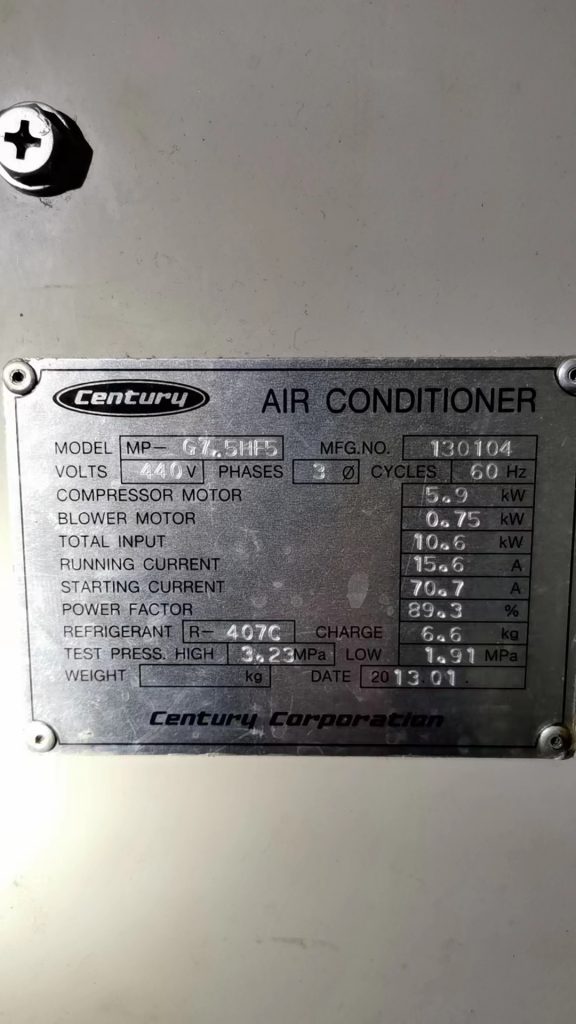 Century AIR CONDITIONER
MODEL MP- G7.5HF5 MFG.NO. 130104
VOLTS 440 V PHASES 3 Ø CYCLES 60 Hz
COMPRESSOR MOTOR 5.9 kW
BLOWER MOTOR 0.75 kW
TOTAL INPUT 10.6 kW
RUNNING CURRENT 15.6 A
STARTING CURRENT 70.7 A
POWER FACTOR 89.3 %
REFRIGERANT R- 407C CHARGE 6.6 kg
TEST PRESS. HIGH 3.23 MPa LOW 1.91 MPa
WEIGHT kg DATE 20 13.01 .
Century Corporation